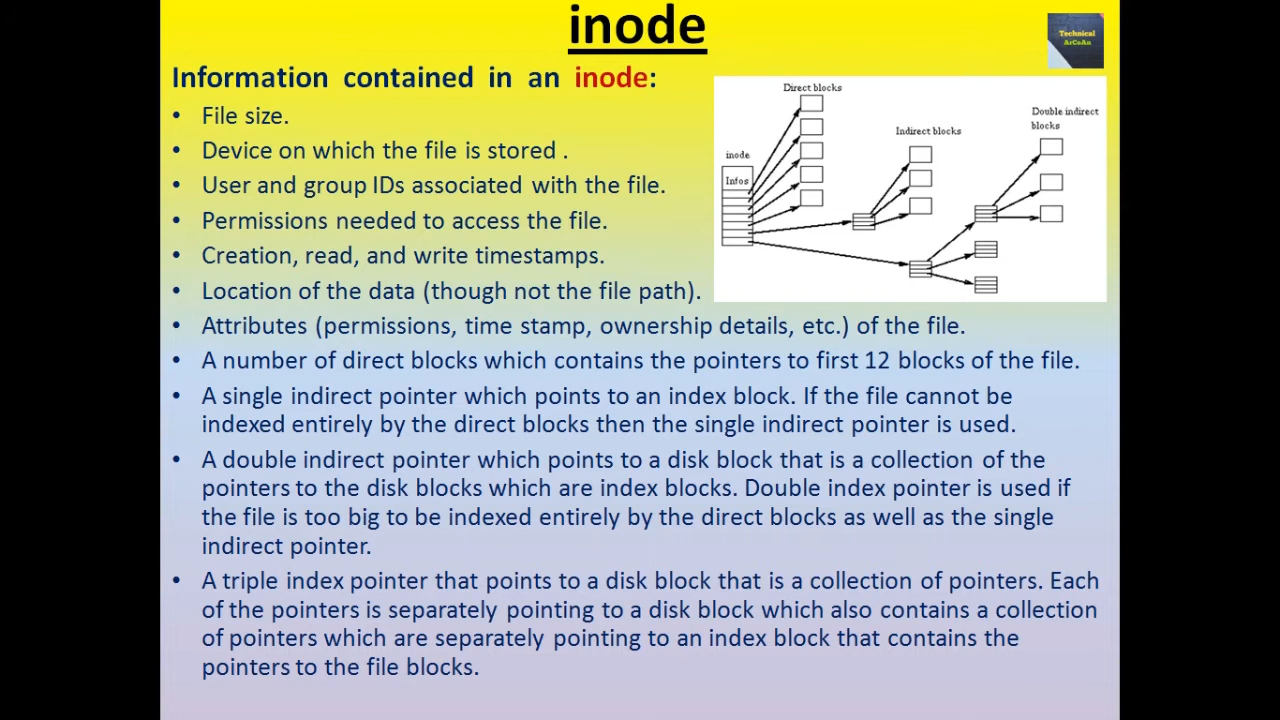 inode
Technical
ArCoAn
Information contained in an inode:
• File size.
• Device on which the file is stored .
• User and group IDs associated with the file.
• Permissions needed to access the file.
• Creation, read, and write timestamps.
• Location of the data (though not the file path).
• Attributes (permissions, time stamp, ownership details, etc.) of the file.
• A number of direct blocks which contains the pointers to first 12 blocks of the file.
• A single indirect pointer which points to an index block. If the file cannot be
indexed entirely by the direct blocks then the single indirect pointer is used.
• A double indirect pointer which points to a disk block that is a collection of the
pointers to the disk blocks which are index blocks. Double index pointer is used if
the file is too big to be indexed entirely by the direct blocks as well as the single
indirect pointer.
• A triple index pointer that points to a disk block that is a collection of pointers. Each
of the pointers is separately pointing to a disk block which also contains a collection
of pointers which are separately pointing to an index block that contains the
pointers to the file blocks.
Direct blocks
Double indirect
blocks
Indirect blocks
inode
Infos